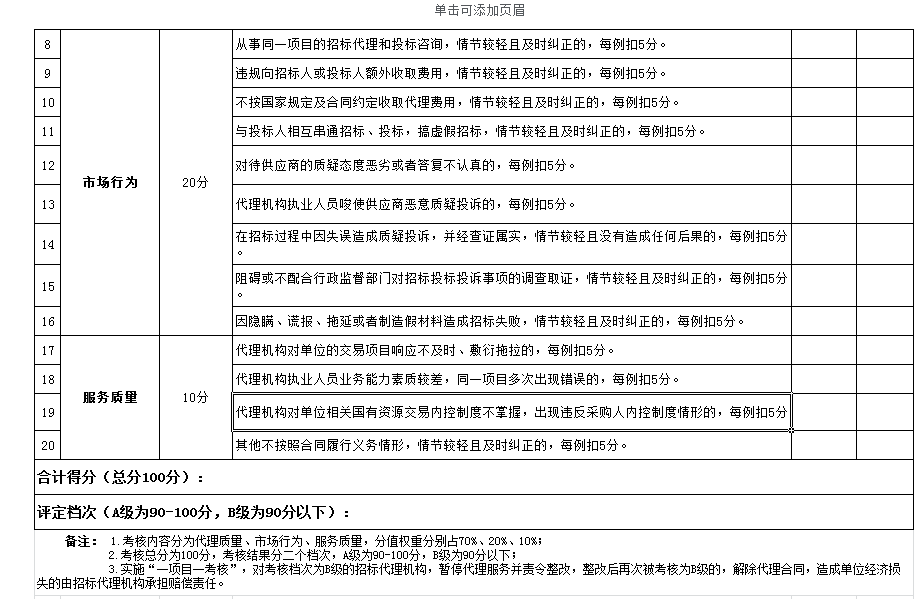 单击可添加页眉
8 从事同一项目的招标代理和投标咨询，情节较轻且及时纠正的，每例扣5分。
9 违规向招标人或投标人额外收取费用，情节较轻且及时纠正的，每例扣5分。
10 不按国家规定及合同约定收取代理费用，情节较轻且及时纠正的，每例扣5分。
11 与投标人相互串通招标、投标，搞虚假招标，情节较轻且及时纠正的，每例扣5分。
12 对待供应商的质疑态度恶劣或者答复不认真的，每例扣5分。
市场行为 20分
13 代理机构执业人员唆使供应商恶意质疑投诉的，每例扣5分。
14 在招标过程中因失误造成质疑投诉，并经查证属实，情节较轻且没有造成任何后果的，每例扣5分
。
15 阻碍或不配合行政监督部门对招标投标投诉事项的调查取证，情节较轻且及时纠正的，每例扣5分
。
16 因隐瞒、谎报、拖延或者制造假材料造成招标失败，情节较轻且及时纠正的，每例扣5分。
17 代理机构对单位的交易项目响应不及时、敷衍拖拉的，每例扣5分。
18 代理机构执业人员业务能力素质较差，同一项目多次出现错误的，每例扣5分。
服务质量 10分
19 代理机构对单位相关国有资源交易内控制度不掌握，出现违反采购人内控制度情形的，每例扣5分
20 其他不按照合同履行义务情形，情节较轻且及时纠正的，每例扣5分。
合计得分（总分100分）：
评定档次（A级为90-100分，B级为90分以下）：
备注： 1.考核内容分为代理质量、市场行为、服务质量，分值权重分别占70%、20%、10%；
2.考核总分为100分，考核结果分二个档次，A级为90-100分，B级为90分以下；
3.实施“一项目一考核”，对考核档次为B级的招标代理机构，暂停代理服务并责令整改，整改后再次被考核为B级的，解除代理合同，造成单位经济损
失的由招标代理机构承担赔偿责任。